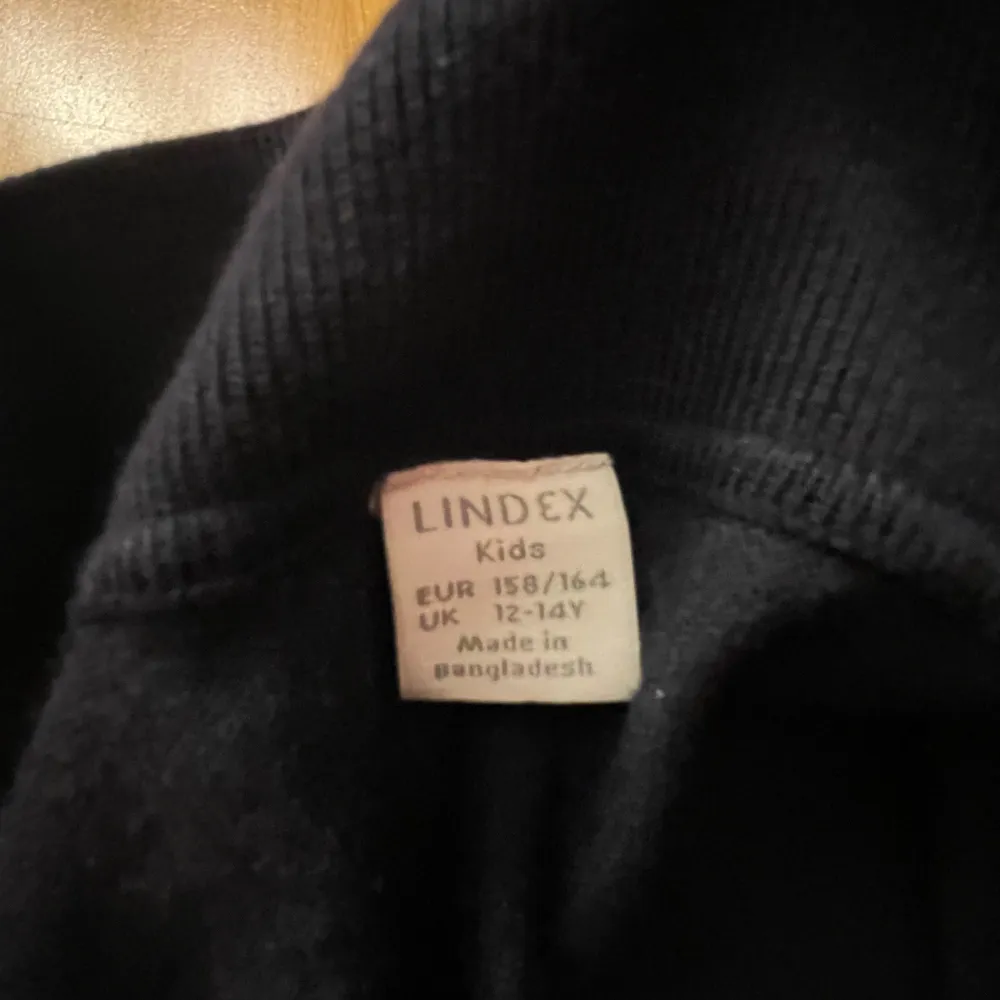 LINDEX
Kids
EUR 158/164
UK 12-14Y
Made in
Bangladesh